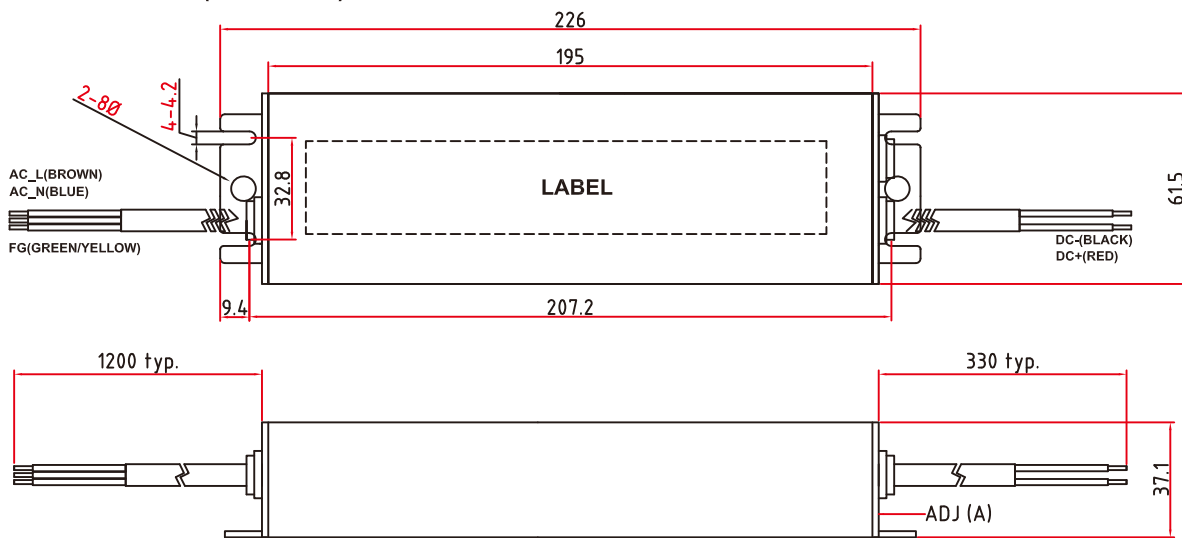 226
195
2-8Ø
4-4.2
AC_L(BROWN)
AC_N(BLUE)
32.8
LABEL
61.5
FG(GREEN/YELLOW)
DC-(BLACK)
DC+(RED)
9.4
207.2
1200 typ.
330 typ.
37.1
ADJ (A)